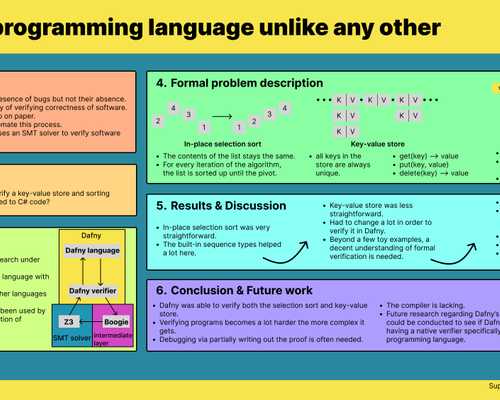 programming language unlike any other
esence of bugs but not their absence.
y of verifying correctness of software.
o on paper.
mate this process.
ses an SMT solver to verify software
rify a key-value store and sorting
ed to C# code?
earch under
language with
her languages
been used by
tion of
Dafny
Dafny language
Dafny verifier
Z3
Boogie
SMT solver
intermediate
layer
4. Formal problem description
2 4 3 1 1 2 3 4
In-place selection sort
• The contents of the list stays the same.
• For every iteration of the algorithm,
the list is sorted up until the pivot.
K V K V K V
K V K V
K V
Key-value store
• all keys in the
store are always
unique.
• get(key) → value
• put(key, value)
• delete(key) → value
5. Results & Discussion
• In-place selection sort was very
straightforward.
• The built-in sequence types helped
a lot here.
• Key-value store was less
straightforward.
• Had to change a lot in order to
verify it in Dafny.
• Beyond a few toy examples, a
decent understanding of formal
verification is needed.
6. Conclusion & Future work
• Dafny was able to verify both the selection sort and key-value
store.
• Verifying programs becomes a lot harder the more complex it
gets.
• Debugging via partially writing out the proof is often needed.
• The compiler is lacking.
• Future research regarding Dafny's
could be conducted to see if Dafn
having a native verifier specifically
programming language.
Sup